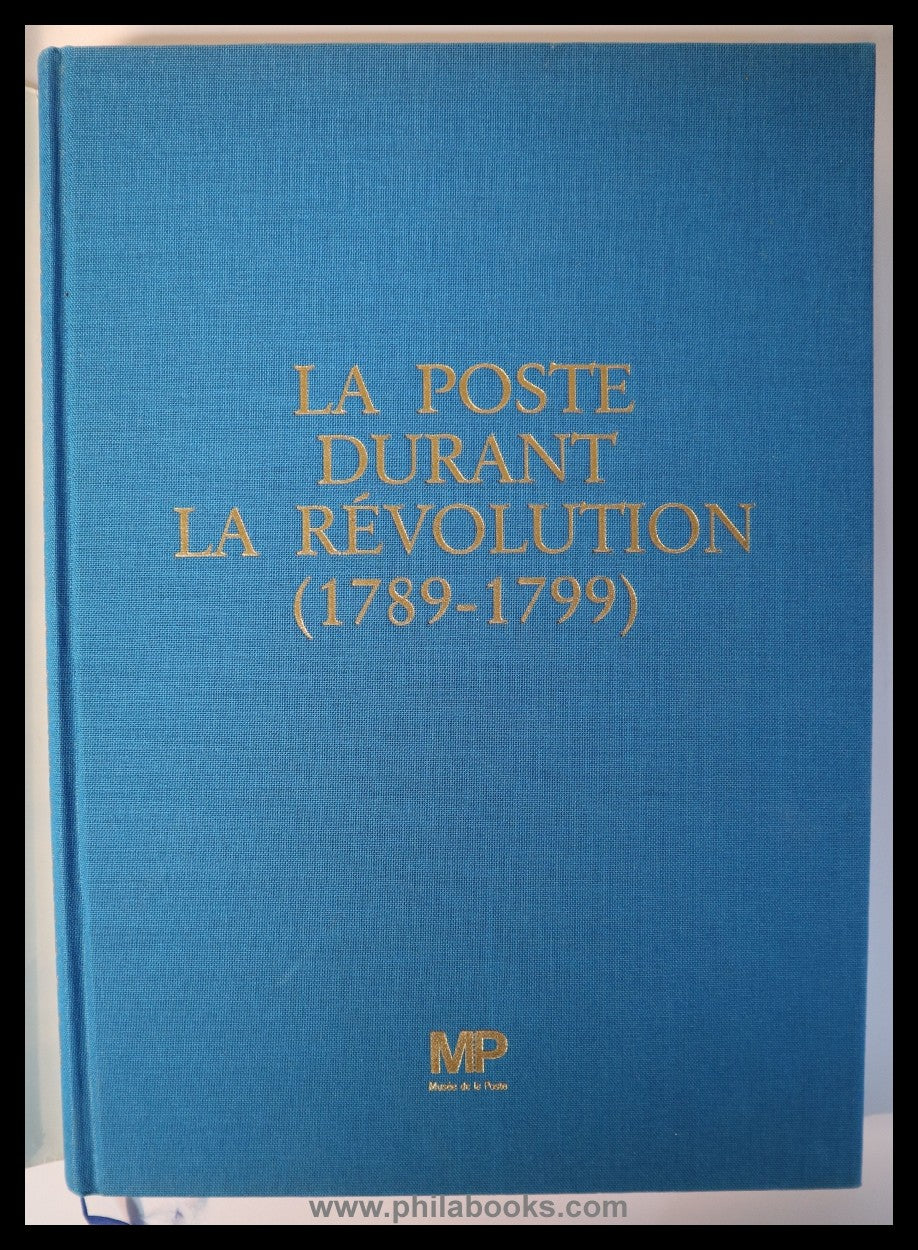 LA POSTE
DURANT
LA RÉVOLUTION
(1789-1799)
MP
Musée de la Poste
www.philabooks.com